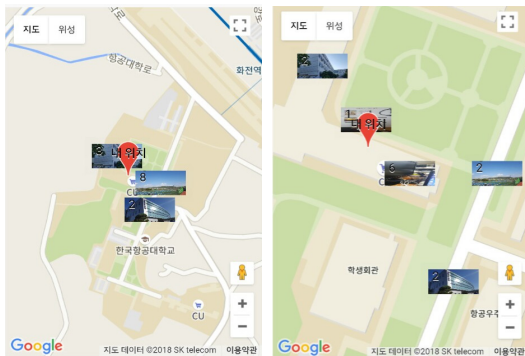 지도 위성
항공대학로
화전역
3 내 위치
8
CU
2
한국항공대학교
CU
Google
지도 데이터 ©2018 SK telecom 이용약관
지도 위성
2
1
내 위치
2
학생회관
2
항공우주
Google
지도 데이터 ©2018 SK telecom 이용약관